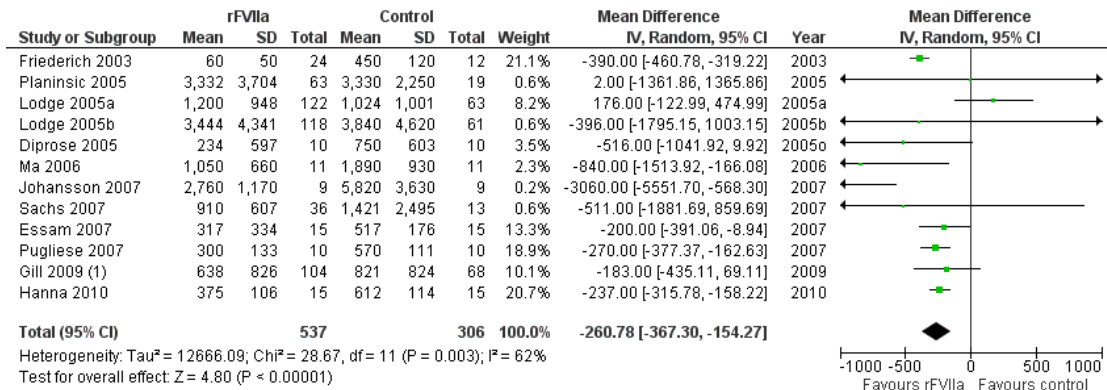 rFVIIa Control Mean Difference Mean Difference
Study or Subgroup Mean SD Total Mean SD Total Weight IV, Random, 95% CI Year IV, Random, 95% CI
Friederich 2003 60 50 24 450 120 12 21.1% -390.00 [-460.78, -319.22] 2003
Planinsic 2005 3,332 3,704 63 3,330 2,250 19 0.6% 2.00 [-1361.86, 1365.86] 2005
Lodge 2005a 1,200 948 122 1,024 1,001 63 8.2% 176.00 [-122.99, 474.99] 2005a
Lodge 2005b 3,444 4,341 118 3,840 4,620 61 0.6% -396.00 [-1795.15, 1003.15] 2005b
Diprose 2005 234 597 10 750 603 10 3.5% -516.00 [-1041.92, 9.92] 2005o
Ma 2006 1,050 660 11 1,890 930 11 2.3% -840.00 [-1513.92, -166.08] 2006
Johansson 2007 2,760 1,170 9 5,820 3,630 9 0.2% -3060.00 [-5551.70, -568.30] 2007
Sachs 2007 910 607 36 1,421 2,495 13 0.6% -511.00 [-1881.69, 859.69] 2007
Essam 2007 317 334 15 517 176 15 13.3% -200.00 [-391.06, -8.94] 2007
Pugliese 2007 300 133 10 570 111 10 18.9% -270.00 [-377.37, -162.63] 2007
Gill 2009 (1) 638 826 104 821 824 68 10.1% -183.00 [-435.11, 69.11] 2009
Hanna 2010 375 106 15 612 114 15 20.7% -237.00 [-315.78, -158.22] 2010
Total (95% CI) 537 306 100.0% -260.78 [-367.30, -154.27]
Heterogeneity: Tau² = 12666.09; Chi² = 28.67, df = 11 (P = 0.003); I² = 62%
Test for overall effect: Z = 4.80 (P < 0.00001)
-1000 -500 0 500 1000
Favours rFVIIa Favours control